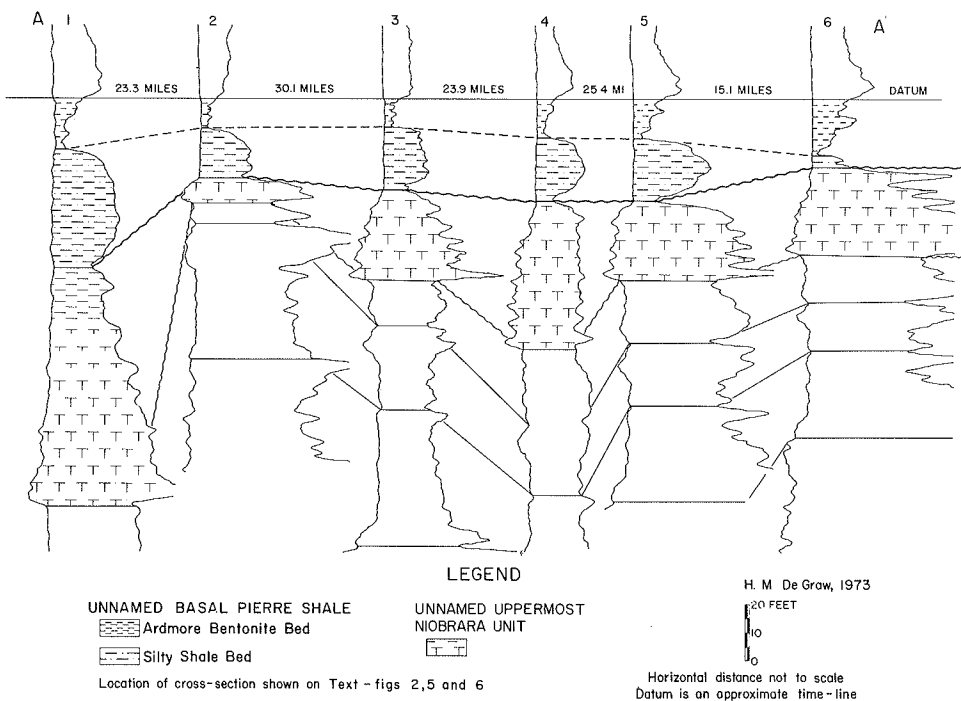 A 1 2 3 4 5 6 A'
23.3 MILES 30.1 MILES 23.9 MILES 25.4 MI 15.1 MILES DATUM
LEGEND
UNNAMED BASAL PIERRE SHALE
Ardmore Bentonite Bed
Silty Shale Bed
UNNAMED UPPERMOST
NIOBRARA UNIT
Location of cross-section shown on Text-figs 2,5 and 6
H. M De Graw, 1973
20 FEET
10
0
Horizontal distance not to scale
Datum is an approximate time-line